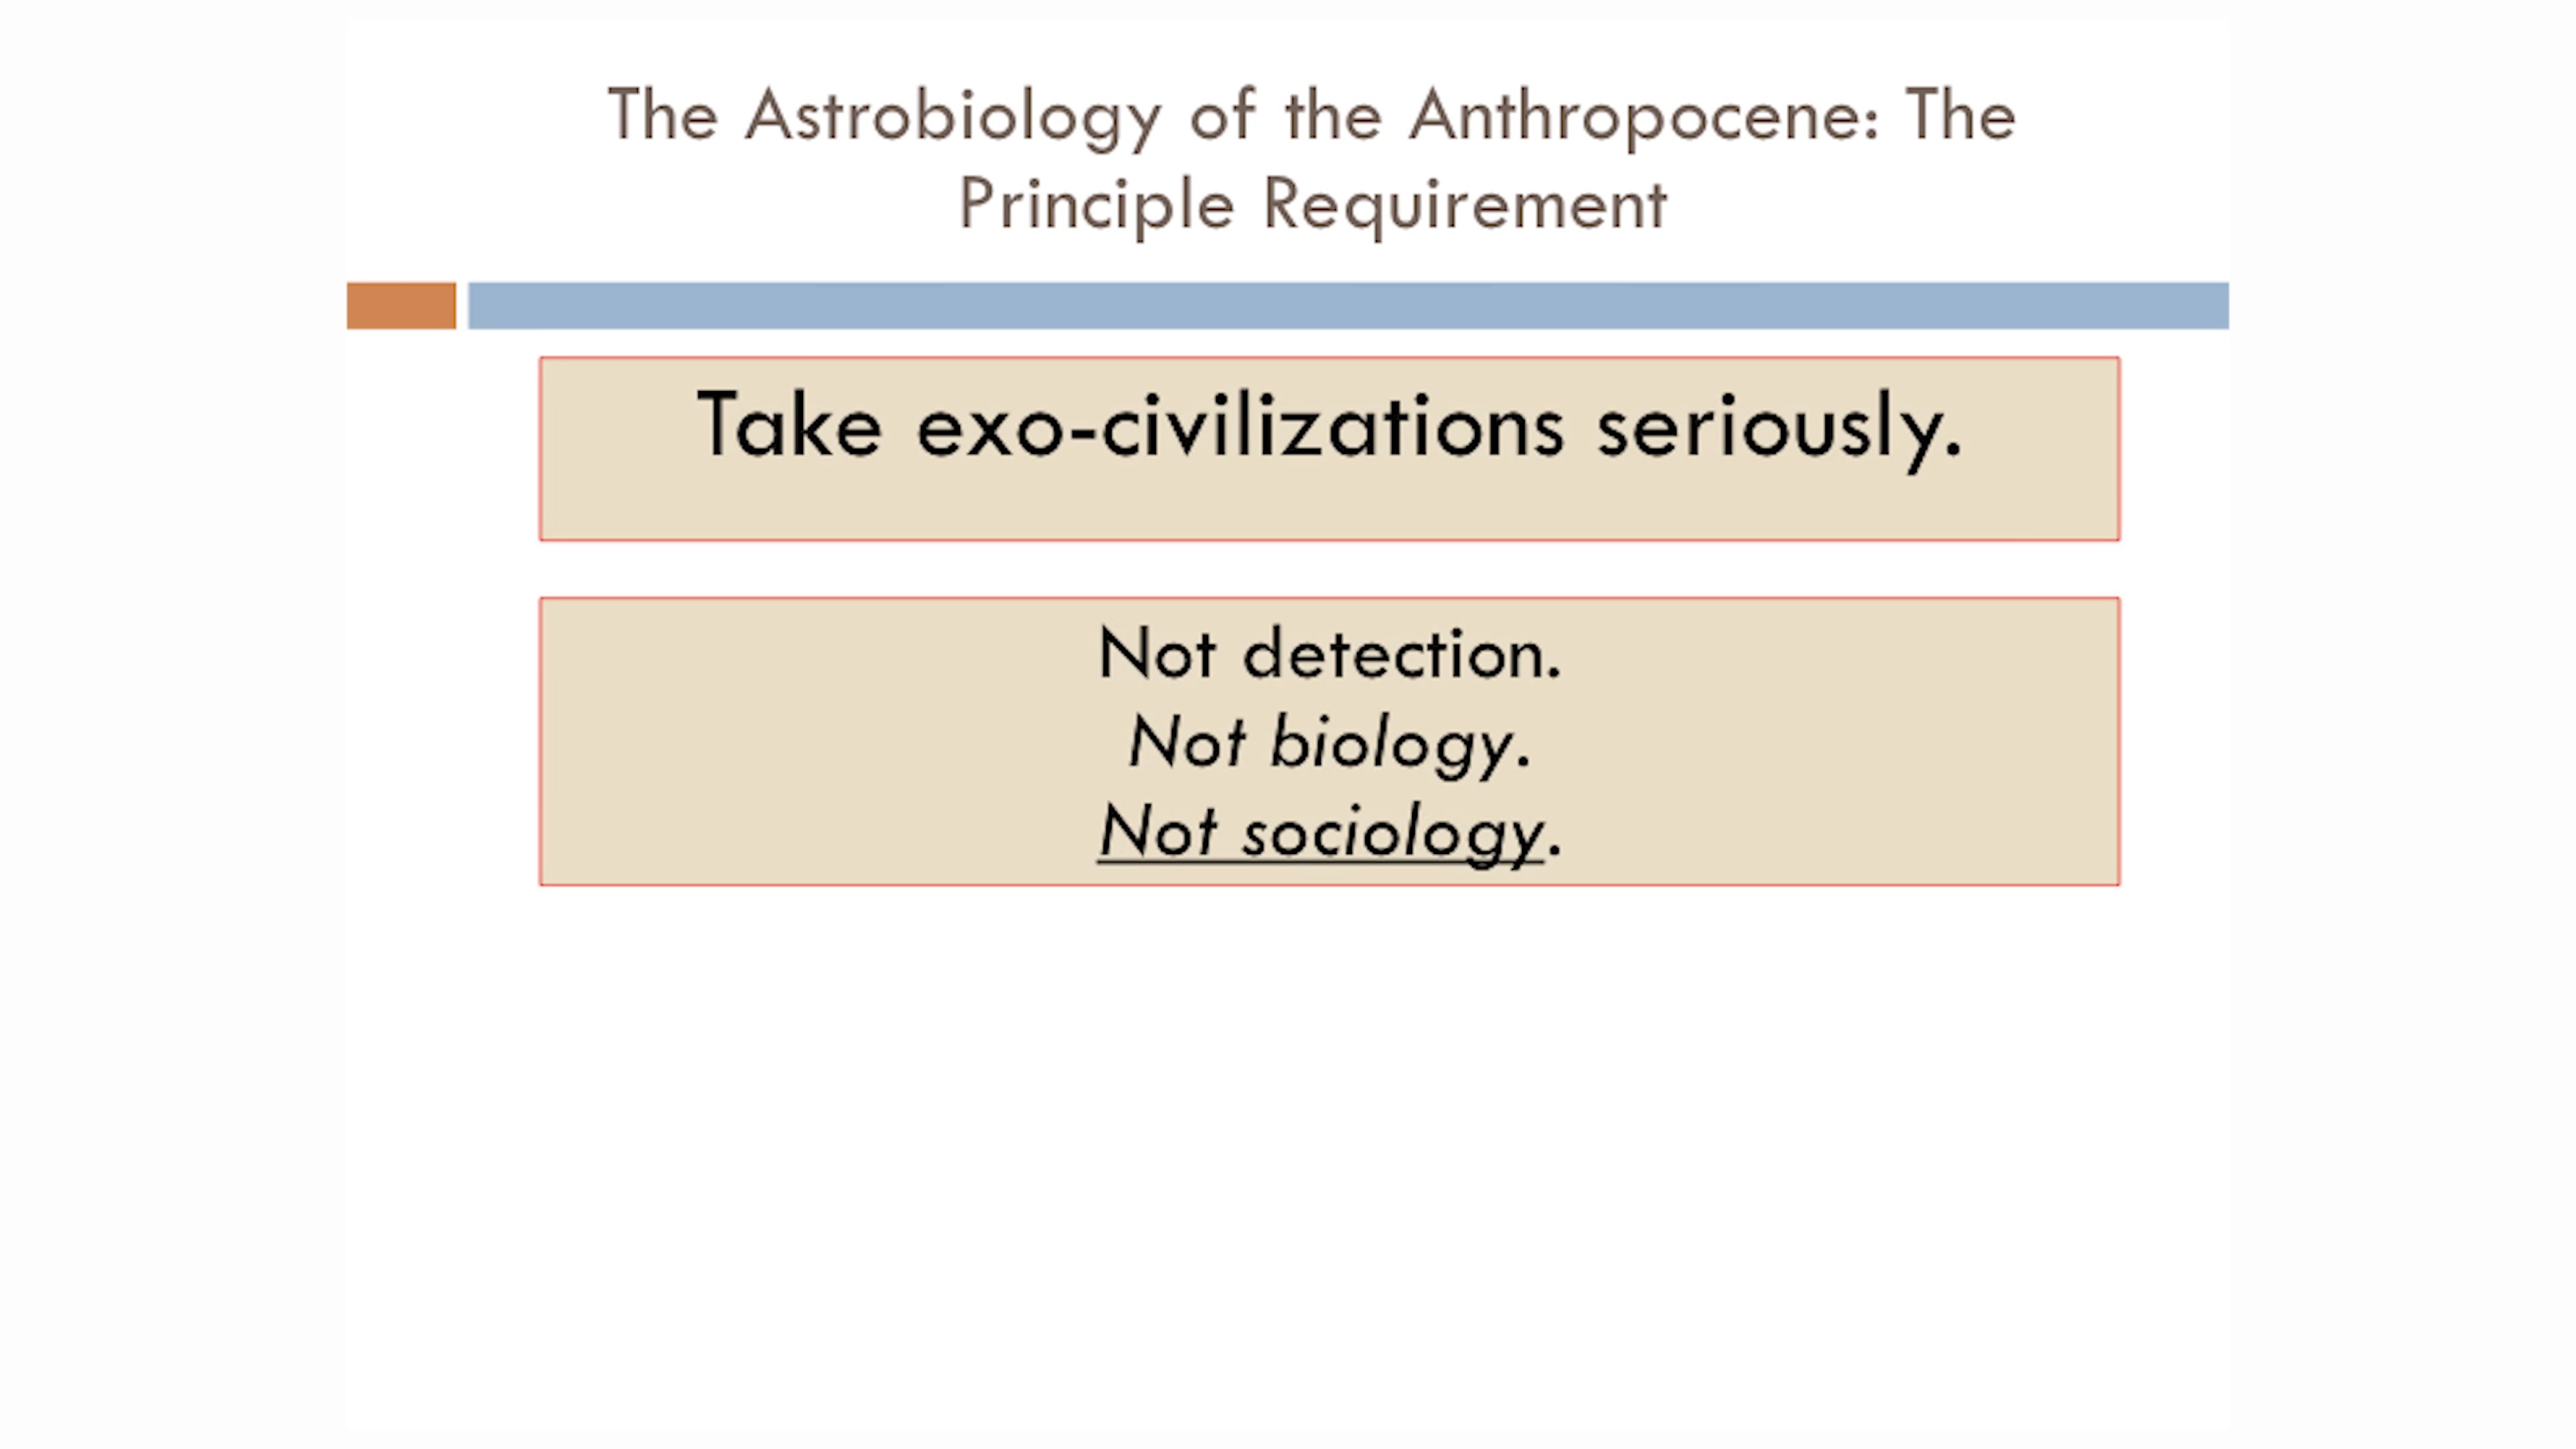 The Astrobiology of the Anthropocene: The
Principle Requirement
Take exo-civilizations seriously.
Not detection.
Not biology.
Not sociology.